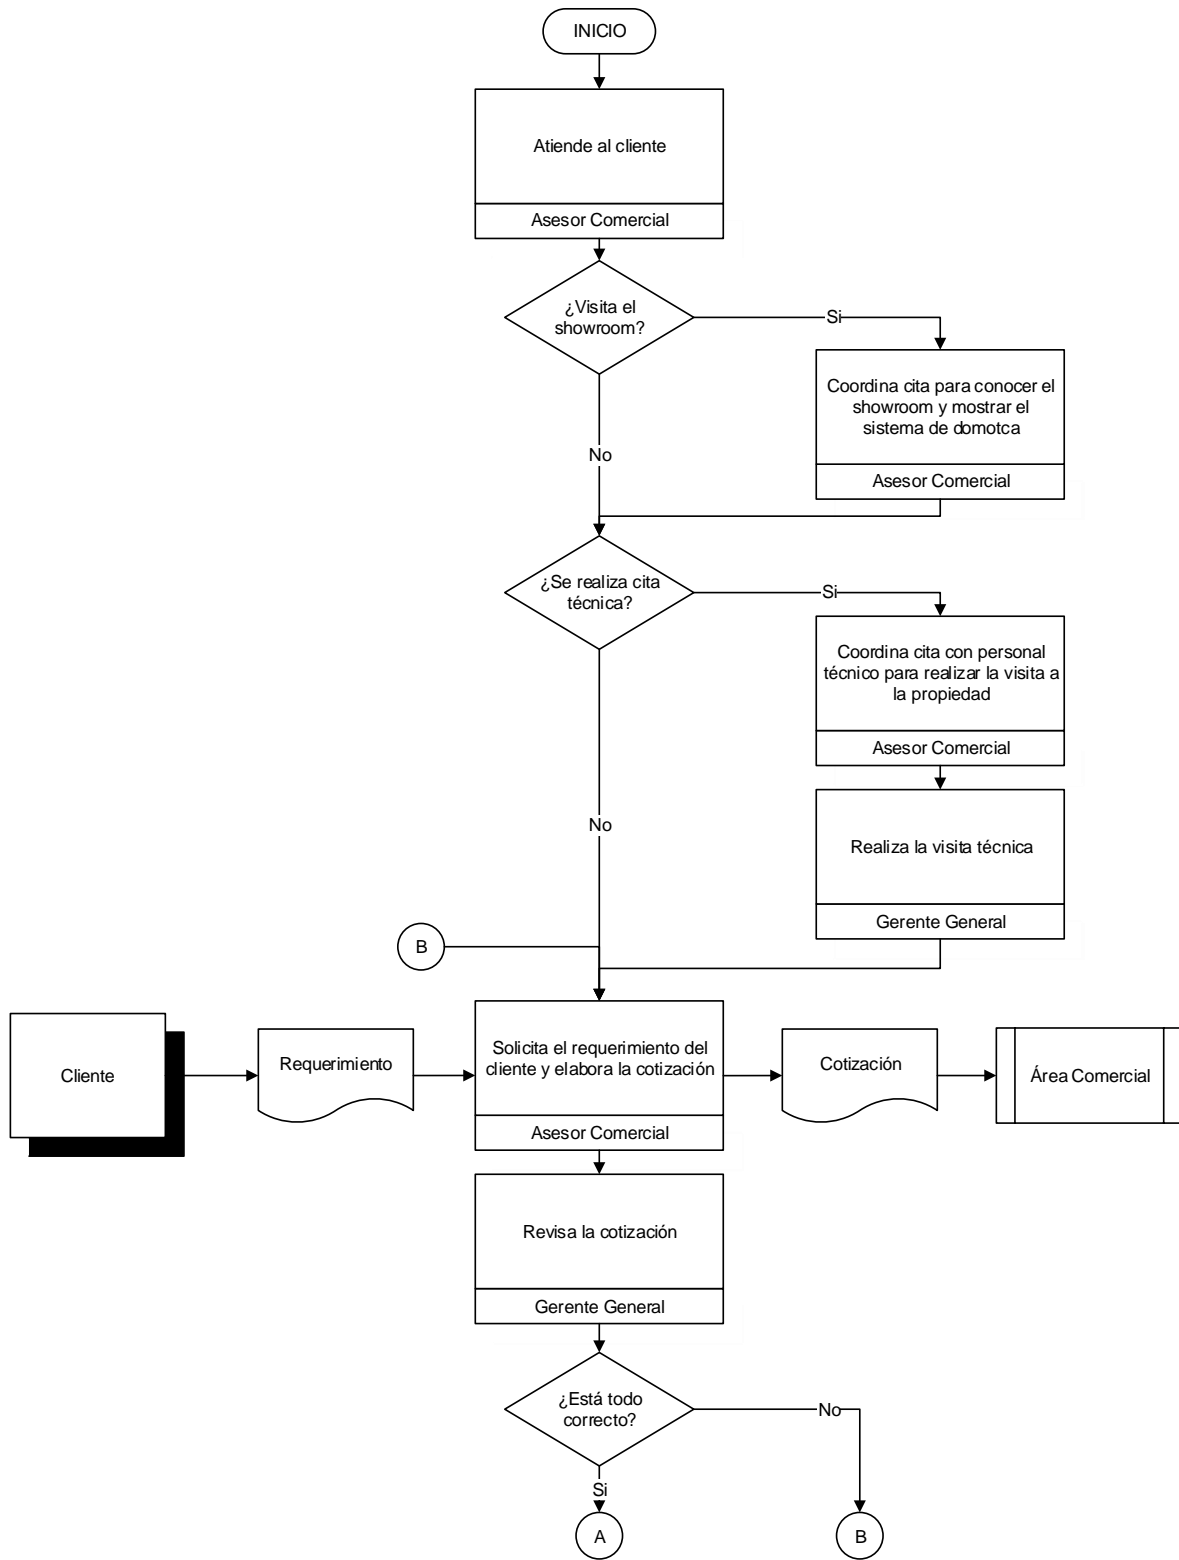 INICIO
Atiende al cliente
Asesor Comercial
¿Visita el
showroom?
Si
Coordina cita para conocer el
showroom y mostrar el
sistema de domotca
Asesor Comercial
No
¿Se realiza cita
técnica?
Si
Coordina cita con personal
técnico para realizar la visita a
la propiedad
Asesor Comercial
No
Realiza la visita técnica
Gerente General
B
Cliente
Requerimiento
Solicita el requerimiento del
cliente y elabora la cotización
Asesor Comercial
Cotización
Área Comercial
Revisa la cotización
Gerente General
¿Está todo
correcto?
No
Si
A
B